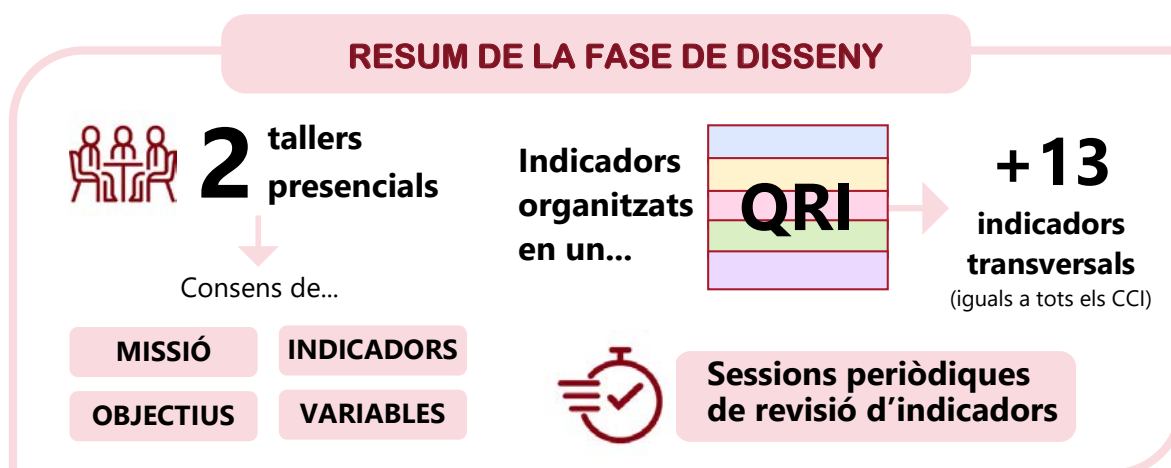 RESUM DE LA FASE DE DISSENY
2
tallers
presencials
Consens de...
MISSIÓ
INDICADORS
OBJECTIUS
VARIABLES
Indicadors
organitzats
en un...
QRI
+13
indicadors
transversals
(iguals a tots els CCI)
Sessions periòdiques
de revisió d'indicadors